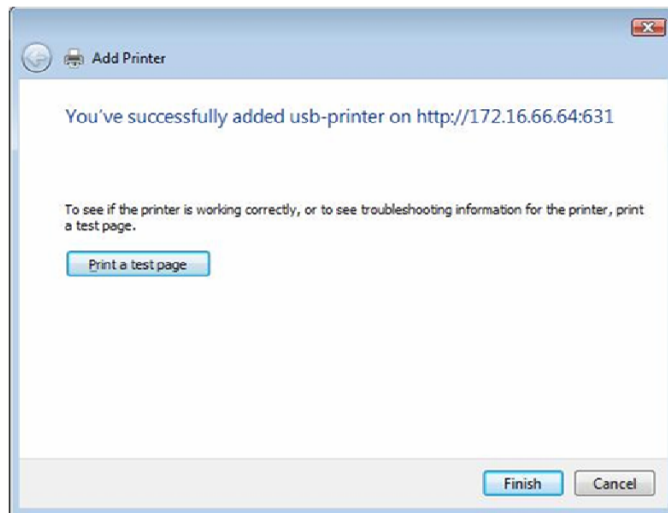 Add Printer
You've successfully added usb-printer on http://172.16.66.64:631
To see if the printer is working correctly, or to see troubleshooting information for the printer, print
a test page.
Print a test page
Finish
Cancel